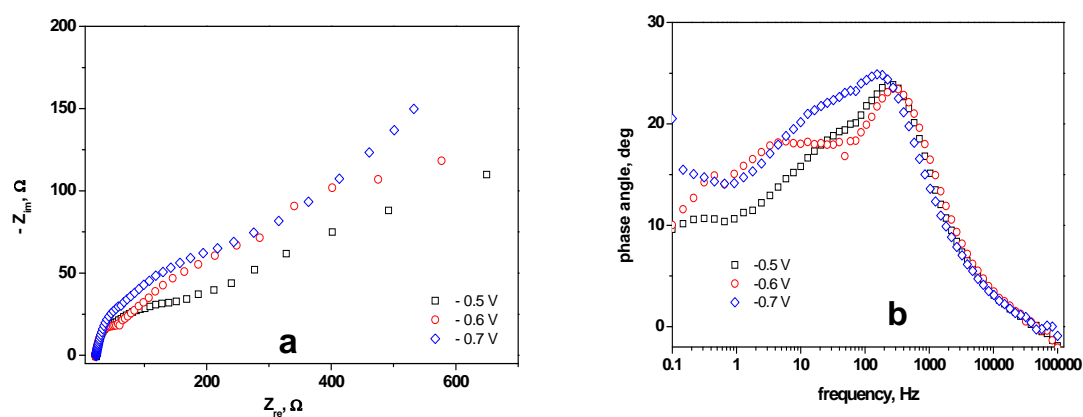 200
150
100
50
0
- Z_im, Ω
200
400
600
Z_re, Ω
- 0.5 V
- 0.6 V
- 0.7 V
a
30
20
10
0
phase angle, deg
0.1
1
10
100
1000
10000
100000
frequency, Hz
-0.5 V
-0.6 V
-0.7 V
b